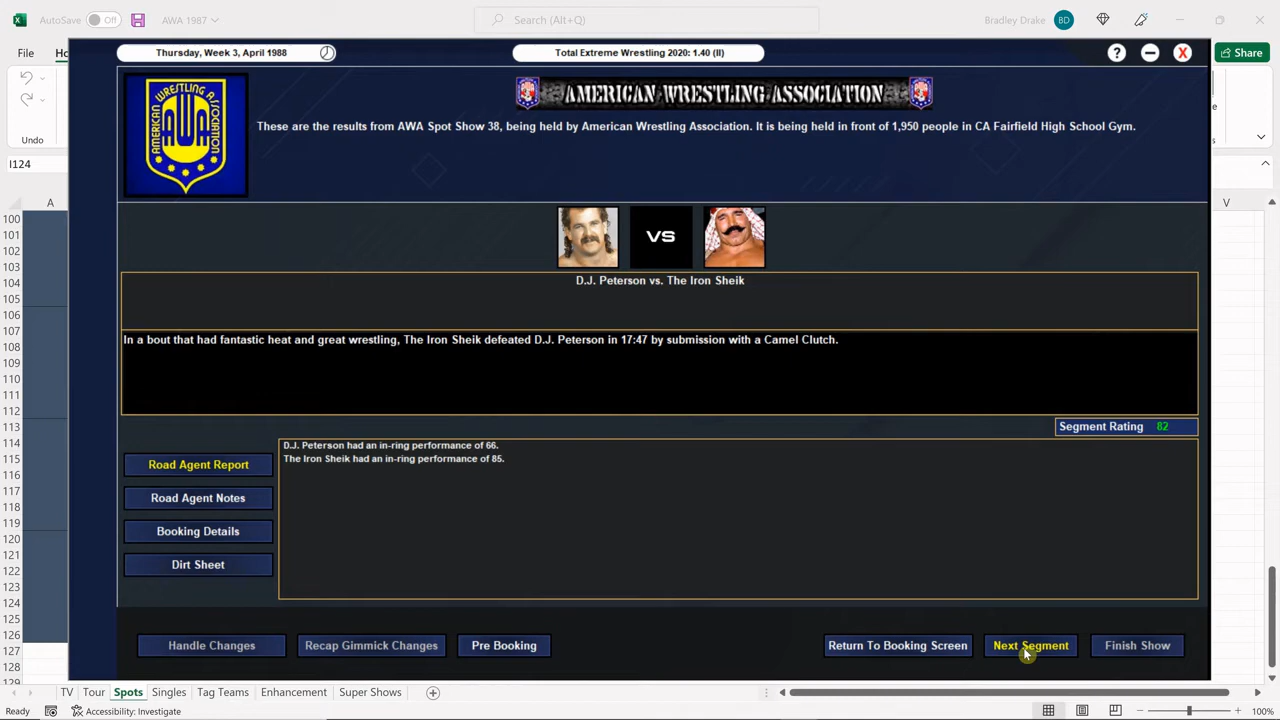 AutoSave Off AWA 1987 Search (Alt+Q) Bradley Drake BD
File Ho Share
Thursday, Week 3, April 1988 Total Extreme Wrestling 2020: 1.40 (II) ? X
Undo
I124
AMERICAN WRESTLING ASSOCIATION
AMERICAN WRESTLING
AWA
ASSOCIATION
These are the results from AWA Spot Show 38, being held by American Wrestling Association. It is being held in front of 1,950 people in CA Fairfield High School Gym.
A V
VS
D.J. Peterson vs. The Iron Sheik
In a bout that had fantastic heat and great wrestling, The Iron Sheik defeated D.J. Peterson in 17:47 by submission with a Camel Clutch.
Segment Rating 82
D.J. Peterson had an in-ring performance of 66.
The Iron Sheik had an in-ring performance of 85.
Road Agent Report
Road Agent Notes
Booking Details
Dirt Sheet
Handle Changes Recap Gimmick Changes Pre Booking Return To Booking Screen Next Segment Finish Show
100
101
102
103
104
105
106
107
108
109
110
111
112
113
114
115
116
117
118
119
120
121
122
123
124
125
126
127
128
129
TV Tour Spots Singles Tag Teams Enhancement Super Shows
Ready Accessibility: Investigate 100%